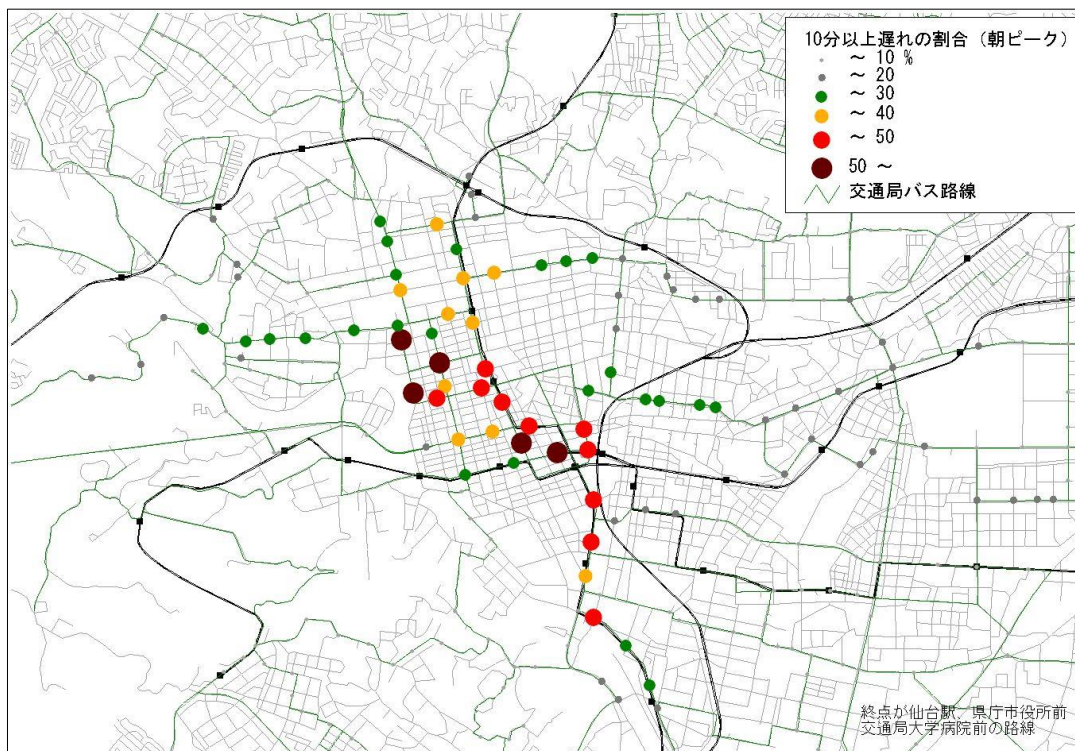 10分以上遅れの割合（朝ピーク）
～ 10 %
～ 20
～ 30
～ 40
～ 50
50 ～
交通局バス路線
終点が仙台駅、県庁市役所前
交通局大学病院前の路線